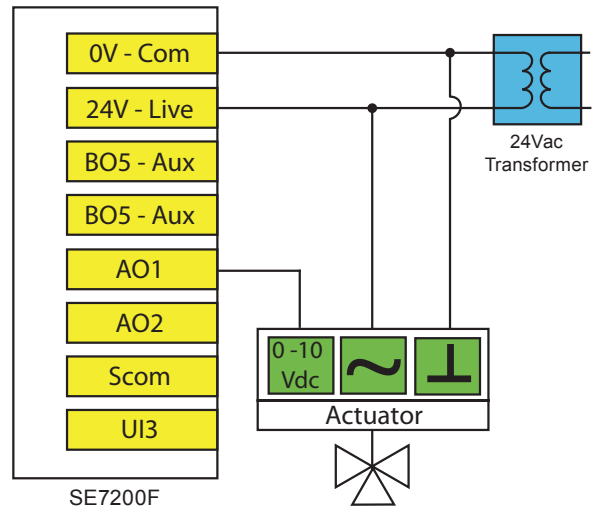 0V - Com
24V - Live
BO5 - Aux
BO5 - Aux
AO1
AO2
Scom
UI3
SE7200F
24Vac
Transformer
0 -10
Vdc
Actuator